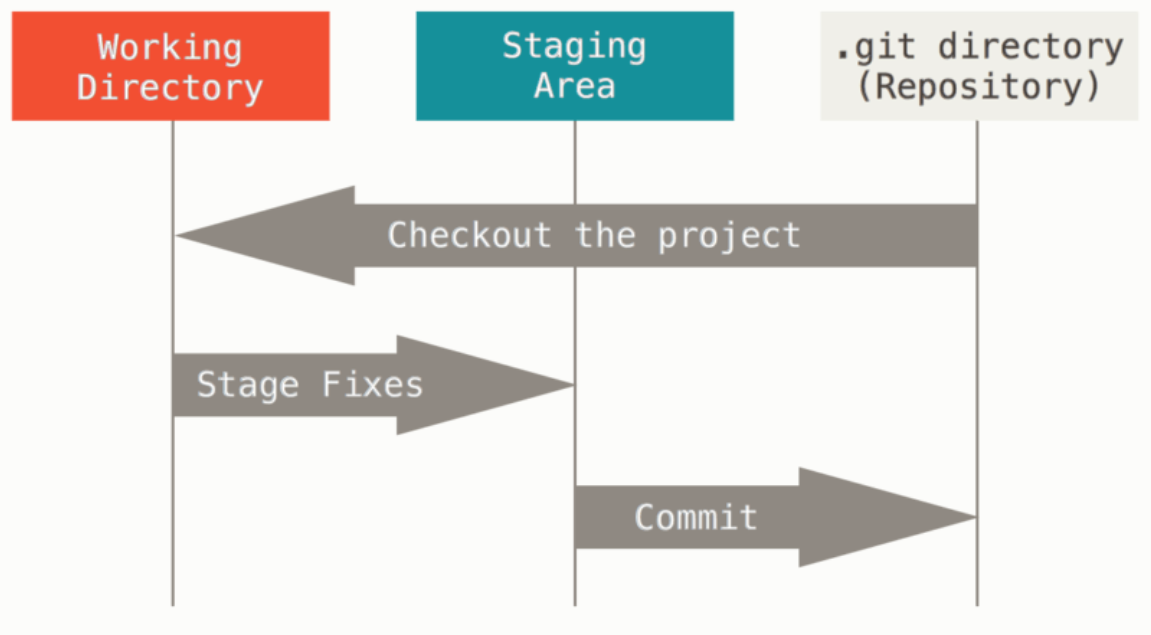 Working
Directory
Staging
Area
.git directory
(Repository)
Checkout the project
Stage Fixes
Commit